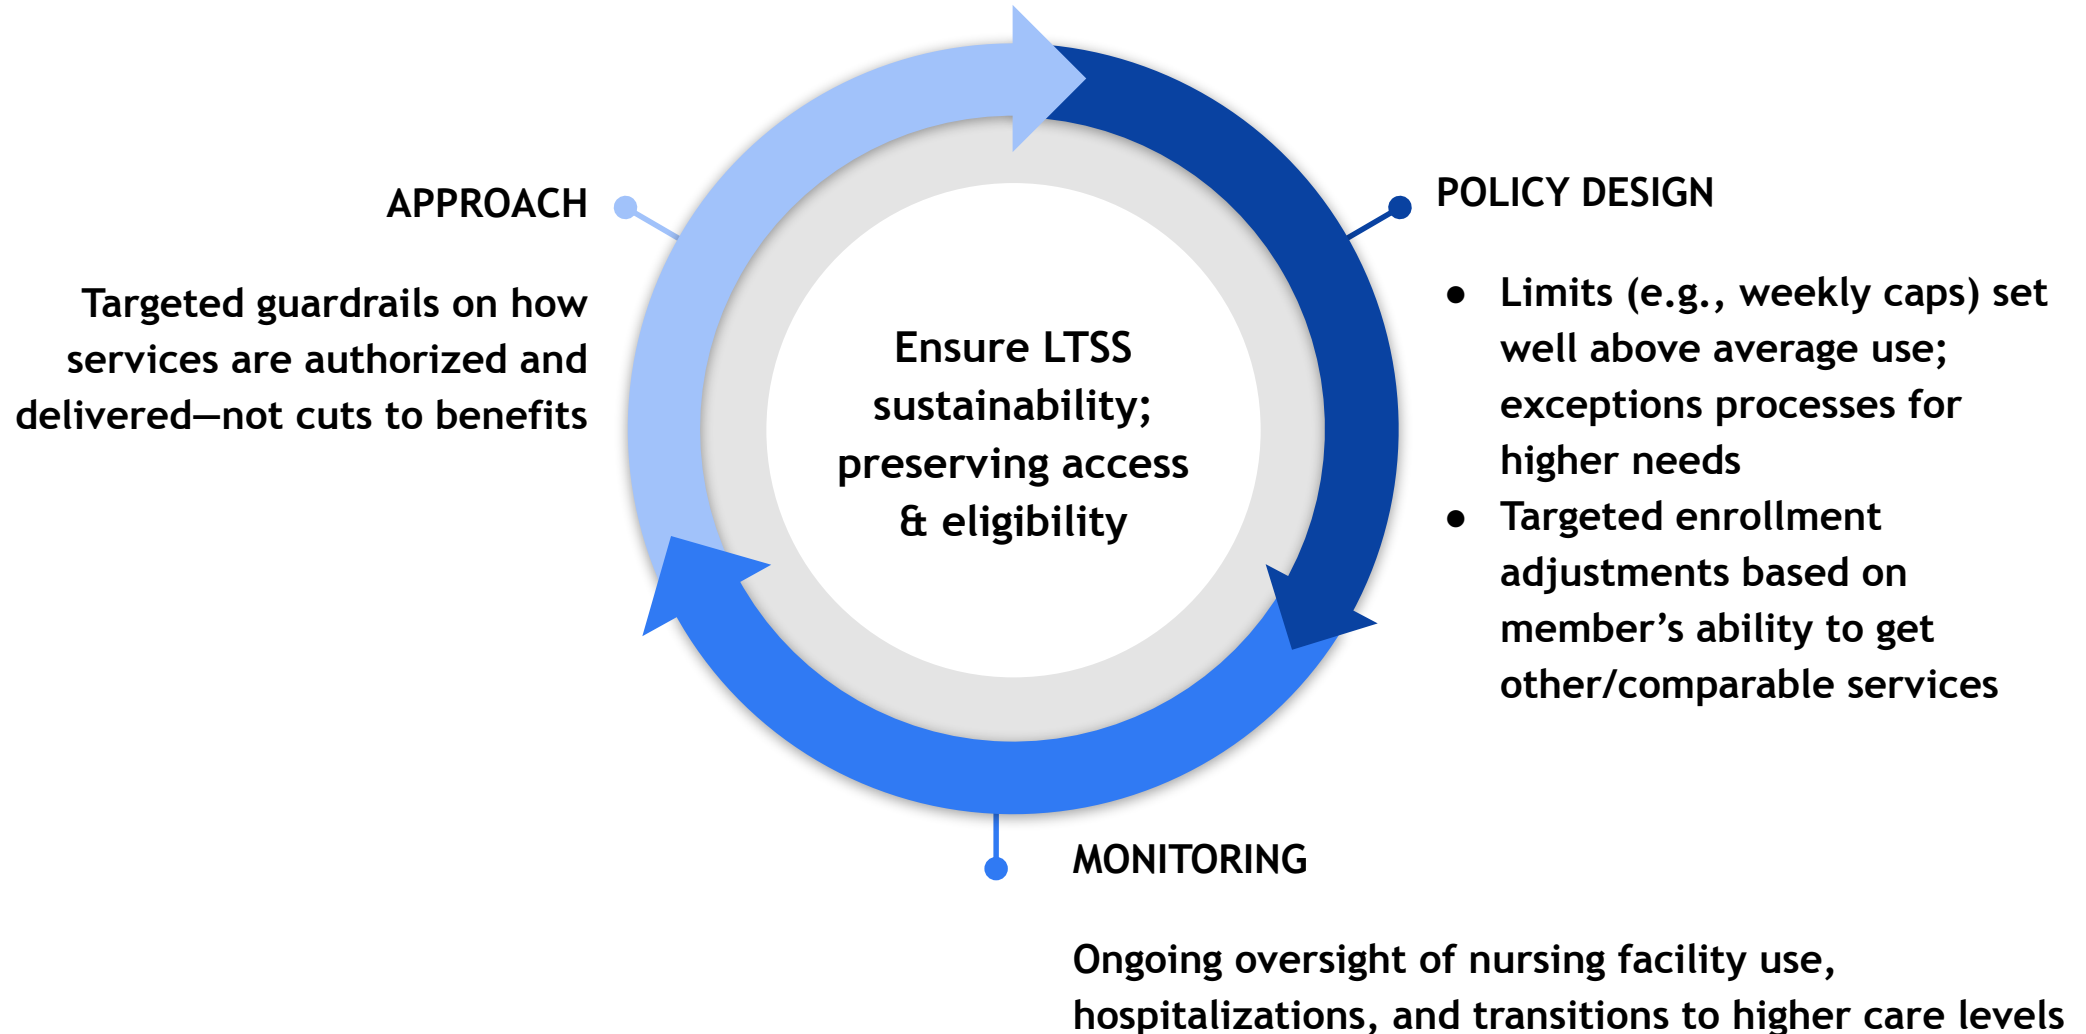 APPROACH
Targeted guardrails on how
services are authorized and
delivered—not cuts to benefits
Ensure LTSS
sustainability;
preserving access
& eligibility
POLICY DESIGN
● Limits (e.g., weekly caps) set
well above average use;
exceptions processes for
higher needs
● Targeted enrollment
adjustments based on
member’s ability to get
other/comparable services
MONITORING
Ongoing oversight of nursing facility use,
hospitalizations, and transitions to higher care levels